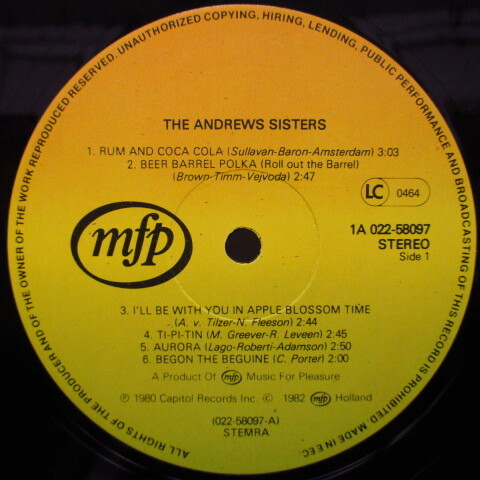 ALL RIGHTS OF THE PRODUCER AND OF THE OWNER OF THE WORK REPRODUCED RESERVED. UNAUTHORIZED COPYING, HIRING, LENDING, PUBLIC PERFORMANCE AND BROADCASTING OF THIS RECORD IS PROHIBITED. MADE IN E.E.C.
THE ANDREWS SISTERS
1. RUM AND COCA COLA (Sullavan-Baron-Amsterdam) 3:03
2. BEER BARREL POLKA (Roll out the Barrel)
(Brown-Timm-Vejvoda) 2:47
LC 0464
mfp
1A 022-58097
STEREO
Side 1
3. I'LL BE WITH YOU IN APPLE BLOSSOM TIME
(A. v. Tilzer-N. Fleeson) 2:44
4. TI-PI-TIN (M. Greever-R. Leveen) 2:45
5. AURORA (Lago-Roberti-Adamson) 2:50
6. BEGON THE BEGUINE (C. Porter) 2:00
A Product Of mfp Music For Pleasure
℗ 1980 Capitol Records Inc. © 1982 mfp Holland
(022-58097-A)
STEMRA